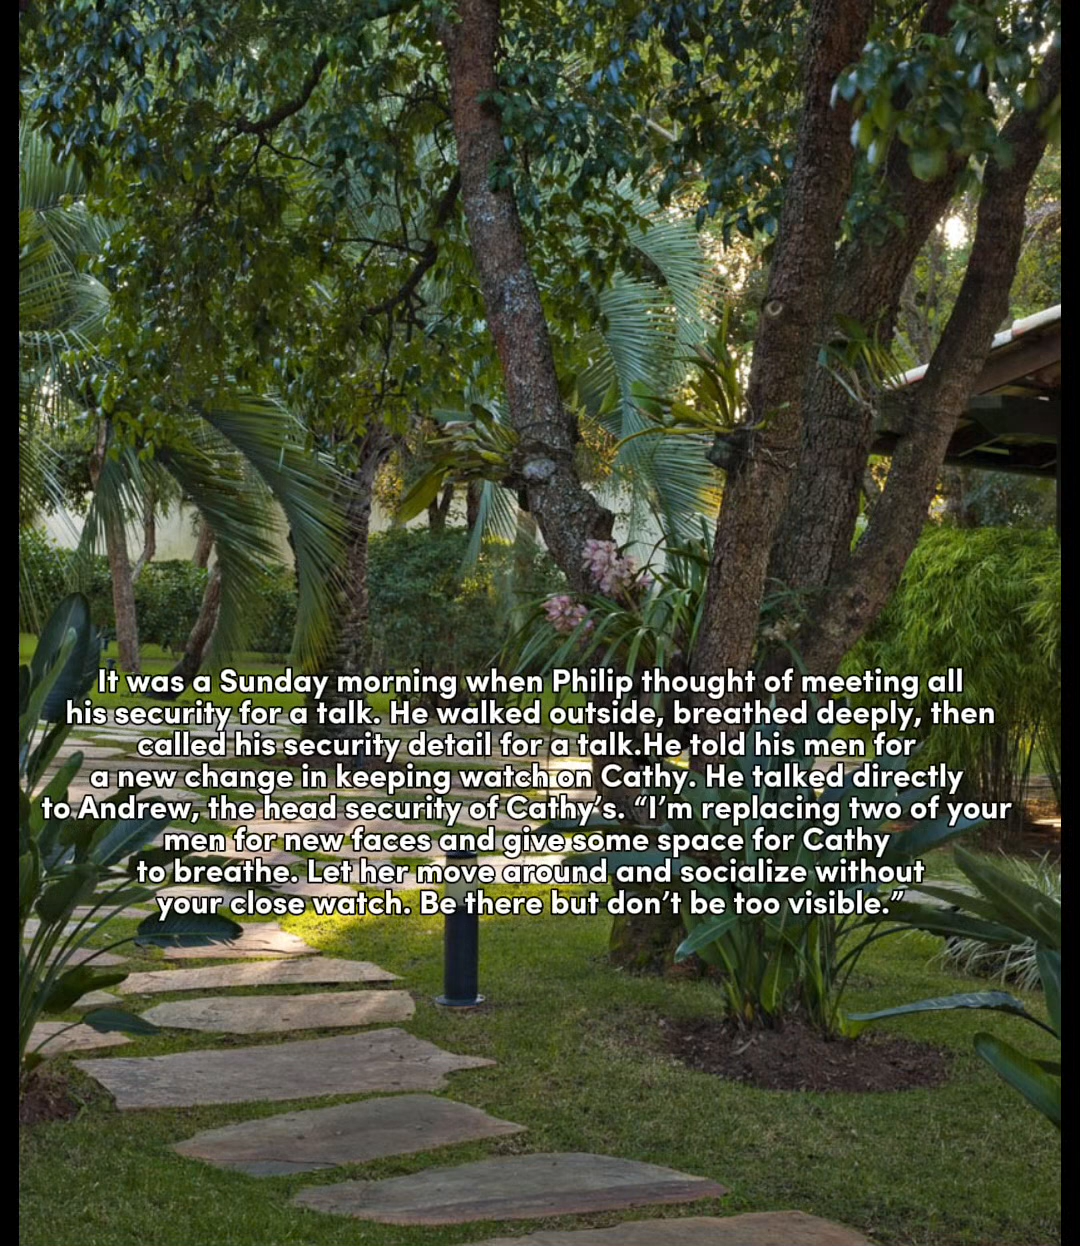 It was a Sunday morning when Philip thought of meeting all
his security for a talk. He walked outside, breathed deeply, then
called his security detail for a talk.He told his men for
a new change in keeping watch on Cathy. He talked directly
to Andrew, the head security of Cathy’s. “I’m replacing two of your
men for new faces and give some space for Cathy
to breathe. Let her move around and socialize without
your close watch. Be there but don’t be too visible.”